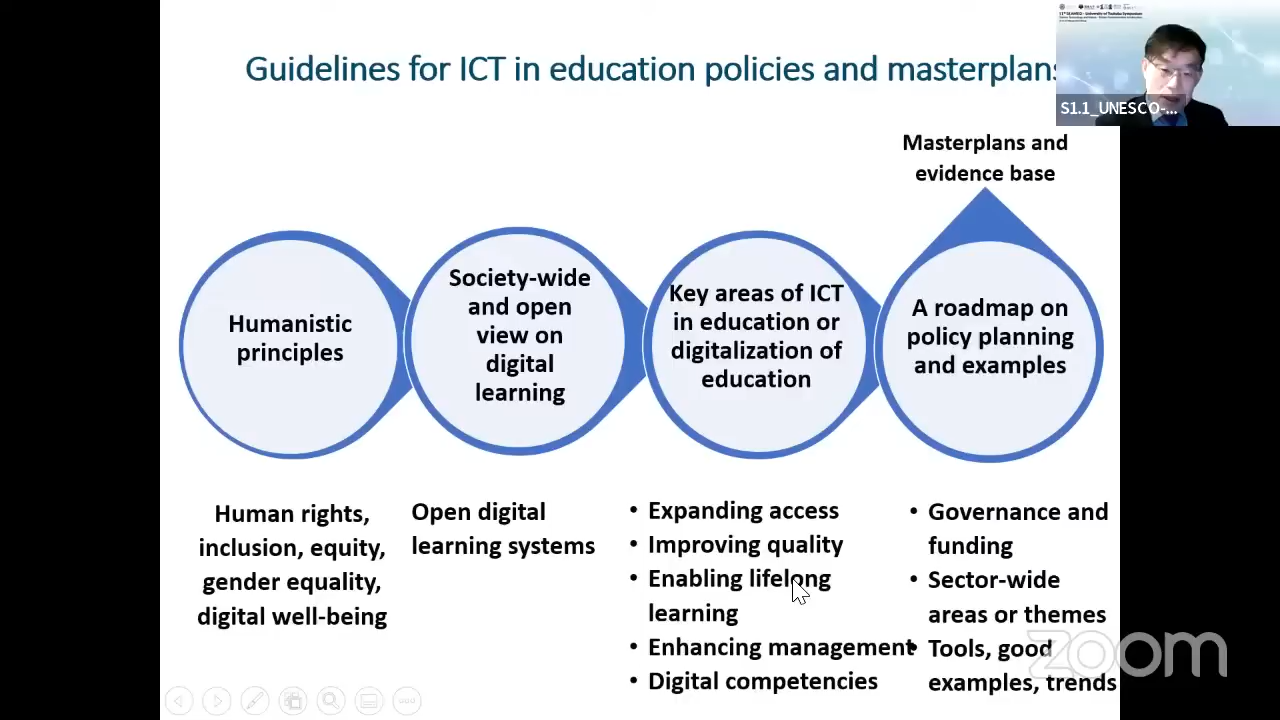 Guidelines for ICT in education policies and masterplans
S1.1_UNESCO-...
Masterplans and
evidence base
Humanistic
principles
Society-wide
and open
view on
digital
learning
Key areas of ICT
in education or
digitalization of
education
A roadmap on
policy planning
and examples
Human rights,
inclusion, equity,
gender equality,
digital well-being
Open digital
learning systems
• Expanding access
• Improving quality
• Enabling lifelong
learning
• Enhancing management
• Digital competencies
• Governance and
funding
• Sector-wide
areas or themes
• Tools, good
examples, trends
zoom